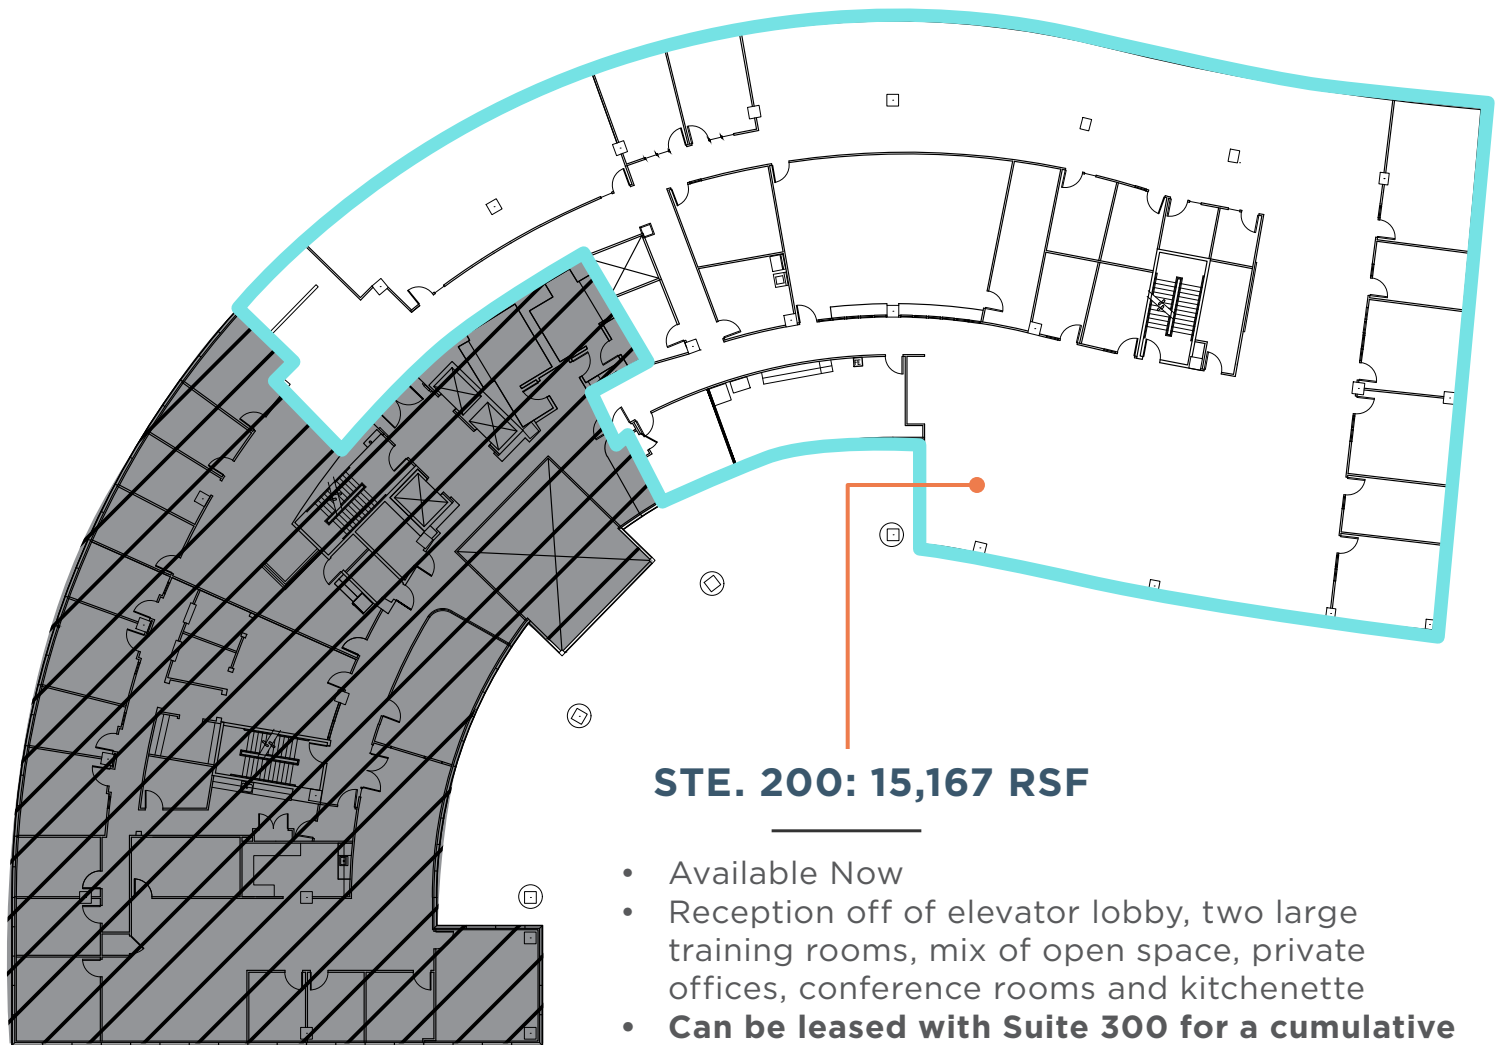 STE. 200: 15,167 RSF
• Available Now
• Reception off of elevator lobby, two large
training rooms, mix of open space, private
offices, conference rooms and kitchenette
• Can be leased with Suite 300 for a cumulative